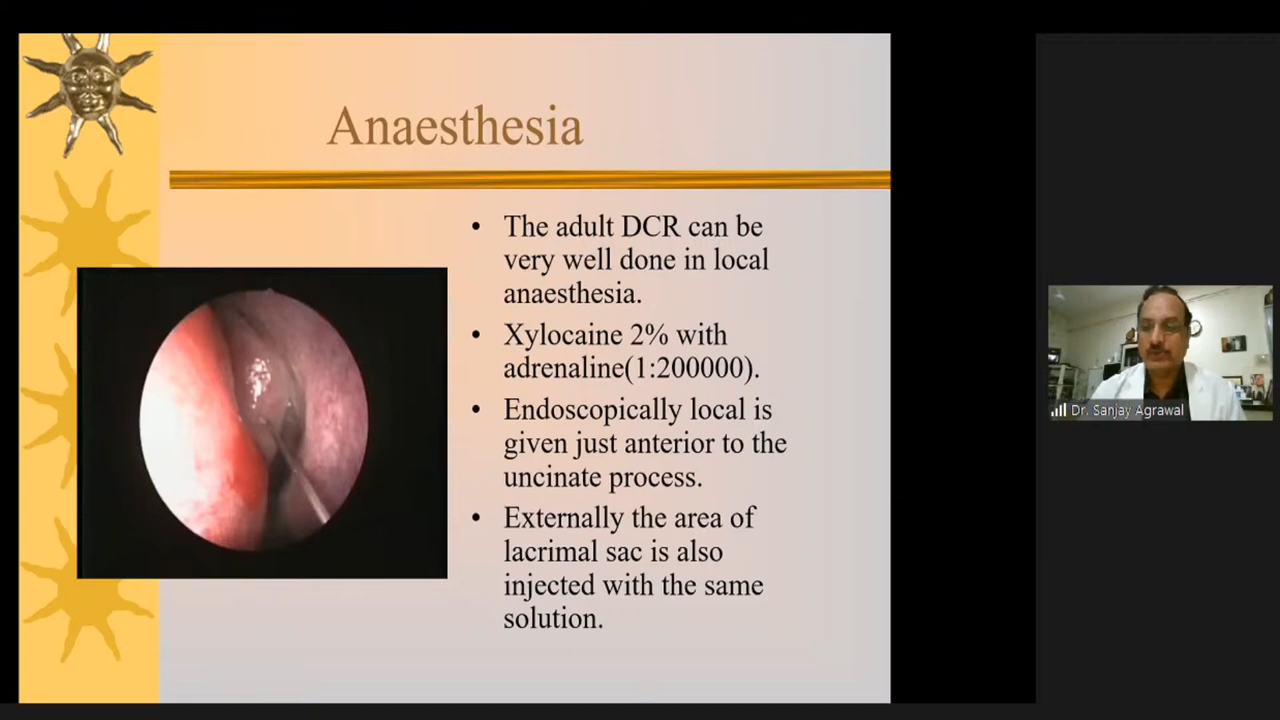 Anaesthesia
• The adult DCR can be
very well done in local
anaesthesia.
• Xylocaine 2% with
adrenaline(1:200000).
• Endoscopically local is
given just anterior to the
uncinate process.
• Externally the area of
lacrimal sac is also
injected with the same
solution.
Dr. Sanjay Agrawal